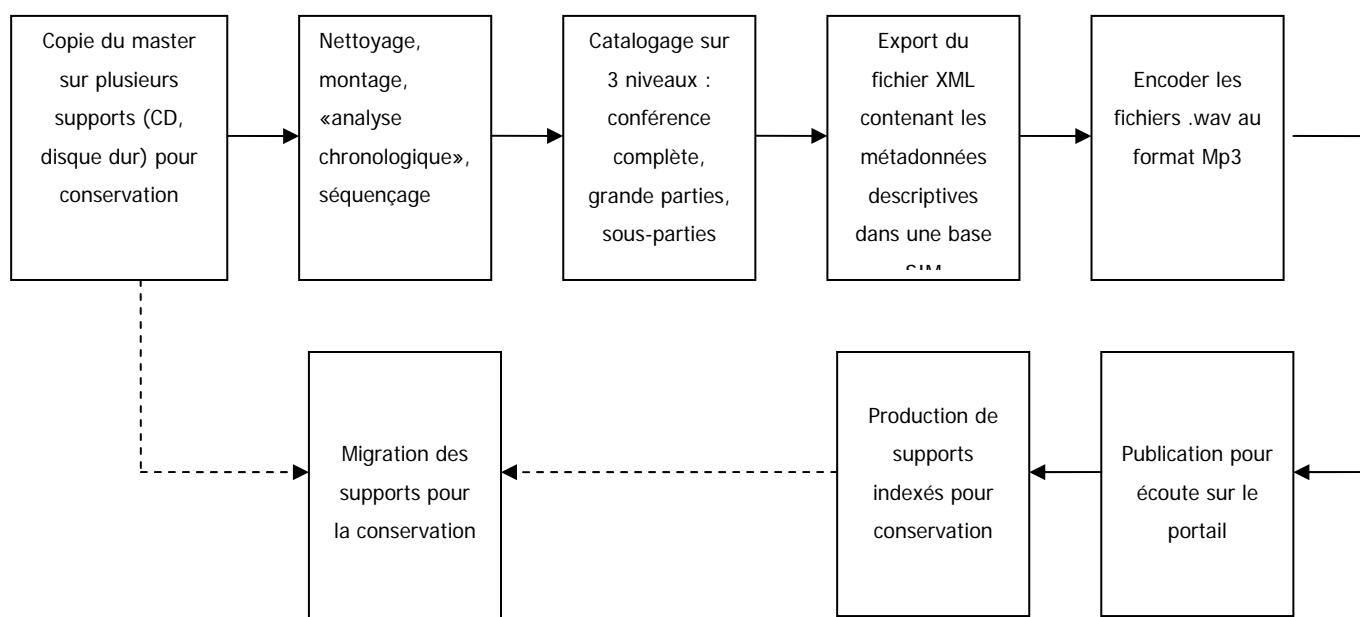 Copie du master
sur plusieurs
supports (CD,
disque dur) pour
conservation
Nettoyage,
montage,
«analyse
chronologique»,
séquençage
Catalogage sur
3 niveaux :
conférence
complète,
grande parties,
sous-parties
Export du
fichier XML
contenant les
métadonnées
descriptives
dans une base
Encoder les
fichiers .wav au
format Mp3
Migration des
supports pour
la conservation
Production de
supports
indexés pour
conservation
Publication pour
écoute sur le
portail